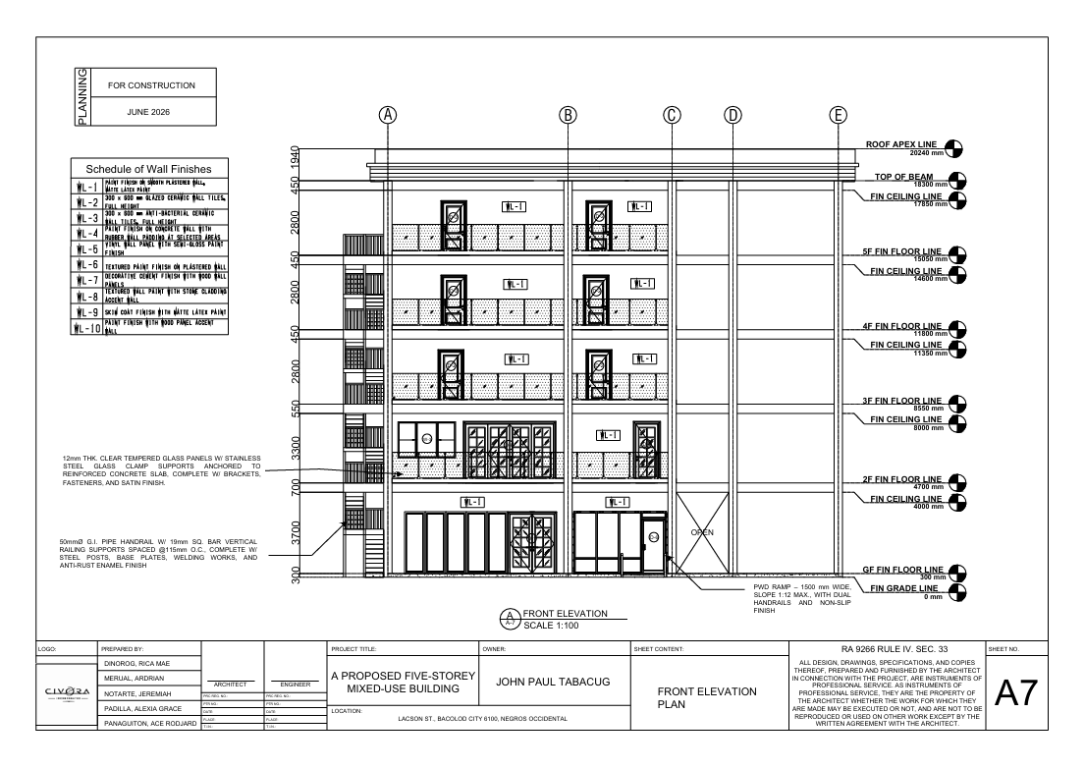 PLANNING
FOR CONSTRUCTION
JUNE 2026
Schedule of Wall Finishes
WL-1 PAINT FINISH ON SMOOTH PLASTERED WALL,
MATTE LATEX PAINT
WL-2 300 x 600 mm GLAZED CERAMIC WALL TILES,
FULL HEIGHT
WL-3 300 x 600 mm ANTI-BACTERIAL CERAMIC
WALL TILES, FULL HEIGHT
WL-4 PAINT FINISH ON CONCRETE WALL WITH
RUBBER WALL PADDING AT SELECTED AREAS
WL-5 VINYL WALL PANEL WITH SEMI-GLOSS PAINT
FINISH
WL-6 TEXTURED PAINT FINISH ON PLASTERED WALL
WL-7 DECORATIVE CEMENT FINISH WITH WOOD WALL
PANELS
WL-8 TEXTURED WALL PAINT WITH STONE CLADDING
ACCENT WALL
WL-9 SKIM COAT FINISH WITH MATTE LATEX PAINT
WL-10 PAINT FINISH WITH WOOD PANEL ACCENT
WALL
A B C D E
1940
450
2800
450
2800
450
2800
550
3300
700
3700
300
ROOF APEX LINE
20240 mm
TOP OF BEAM
18300 mm
FIN CEILING LINE
17850 mm
5F FIN FLOOR LINE
15050 mm
FIN CEILING LINE
14600 mm
4F FIN FLOOR LINE
11800 mm
FIN CEILING LINE
11350 mm
3F FIN FLOOR LINE
8550 mm
FIN CEILING LINE
8000 mm
2F FIN FLOOR LINE
4700 mm
FIN CEILING LINE
4000 mm
GF FIN FLOOR LINE
300 mm
FIN GRADE LINE
0 mm
WL-1 WL-1
WL-1 WL-1
WL-1 WL-1
WL-1
WL-1 WL-1
OPEN
12mm THK. CLEAR TEMPERED GLASS PANELS W/ STAINLESS
STEEL GLASS CLAMP SUPPORTS ANCHORED TO
REINFORCED CONCRETE SLAB, COMPLETE W/ BRACKETS,
FASTENERS, AND SATIN FINISH.
50mmØ G.I. PIPE HANDRAIL W/ 19mm SQ. BAR VERTICAL
RAILING SUPPORTS SPACED @115mm O.C., COMPLETE W/
STEEL POSTS, BASE PLATES, WELDING WORKS, AND
ANTI-RUST ENAMEL FINISH
PWD RAMP – 1500 mm WIDE,
SLOPE 1:12 MAX., WITH DUAL
HANDRAILS AND NON-SLIP
FINISH
A
A-7
FRONT ELEVATION
SCALE 1:100
LOGO:
CIVORA
PREPARED BY:
DINOROG, RICA MAE
MERUAL, ARDRIAN
NOTARTE, JEREMIAH
PADILLA, ALEXIA GRACE
PANAGUITON, ACE RODJARD
ARCHITECT
PRC REG. NO.
PTR NO.
DATE
PLACE
T.I.N.
ENGINEER
PRC REG. NO.
PTR NO.
DATE
PLACE
T.I.N.
PROJECT TITLE:
A PROPOSED FIVE-STOREY
MIXED-USE BUILDING
OWNER:
JOHN PAUL TABACUG
LOCATION:
LACSON ST., BACOLOD CITY 6100, NEGROS OCCIDENTAL
SHEET CONTENT:
FRONT ELEVATION
PLAN
RA 9266 RULE IV. SEC. 33
ALL DESIGN, DRAWINGS, SPECIFICATIONS, AND COPIES
THEREOF, PREPARED AND FURNISHED BY THE ARCHITECT
IN CONNECTION WITH THE PROJECT, ARE INSTRUMENTS OF
PROFESSIONAL SERVICE. AS INSTRUMENTS OF
PROFESSIONAL SERVICE, THEY ARE THE PROPERTY OF
THE ARCHITECT WHETHER THE WORK FOR WHICH THEY
ARE MADE MAY BE EXECUTED OR NOT, AND ARE NOT TO BE
REPRODUCED OR USED ON OTHER WORK EXCEPT BY THE
WRITTEN AGREEMENT WITH THE ARCHITECT.
SHEET NO.
A7